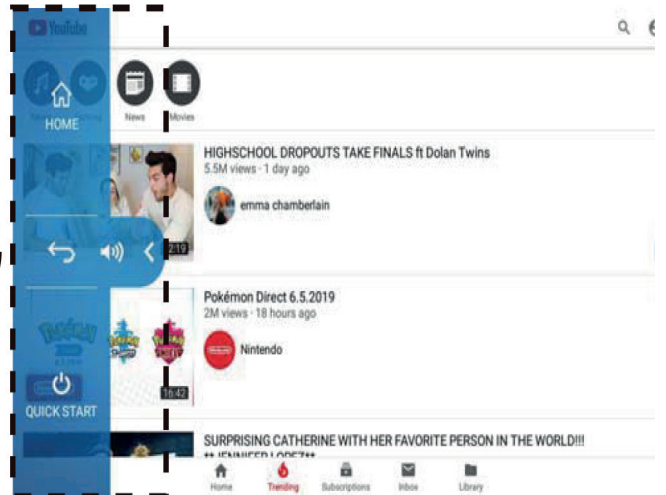 YouTube
HOME
News
Movies
HIGHSCHOOL DROPOUTS TAKE FINALS ft Dolan Twins
5.5M views · 1 day ago
emma chamberlain
2:19
Pokémon Direct 6.5.2019
2M views · 18 hours ago
Nintendo
16:42
QUICK START
SURPRISING CATHERINE WITH HER FAVORITE PERSON IN THE WORLD!!!
** JENNIFER LOPEZ**
Home
Trending
Subscriptions
Inbox
Library